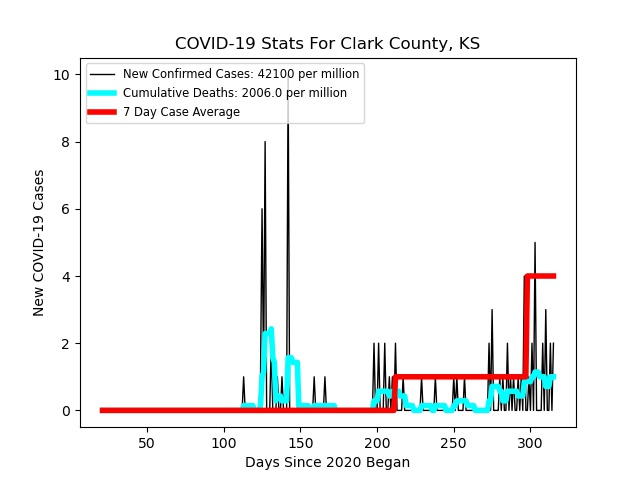 COVID-19 Stats For Clark County, KS
New Confirmed Cases: 42100 per million
Cumulative Deaths: 2006.0 per million
7 Day Case Average
New COVID-19 Cases
10
8
6
4
2
0
50 100 150 200 250 300
Days Since 2020 Began